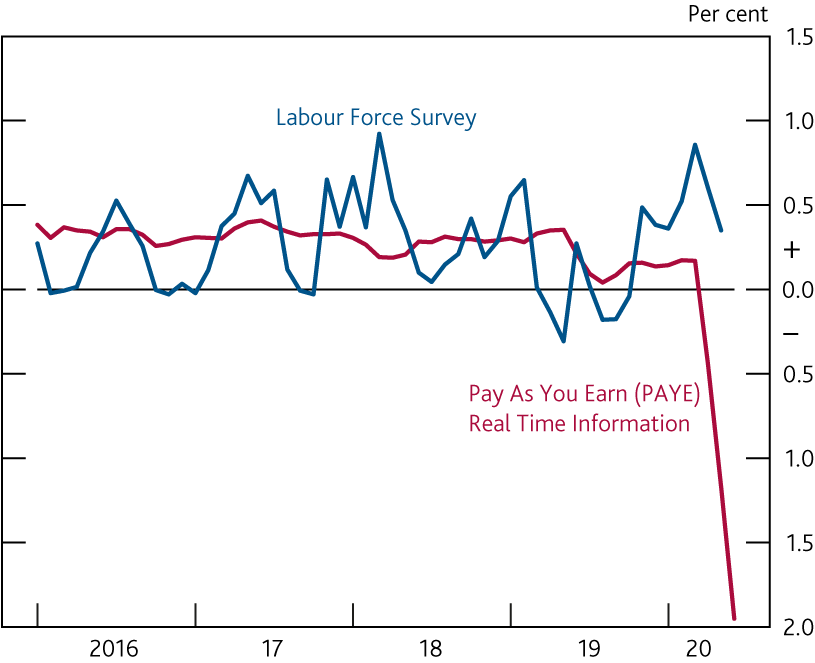 Per cent
1.5
1.0
0.5
+
0.0
–
0.5
1.0
1.5
2.0
Labour Force Survey
Pay As You Earn (PAYE)
Real Time Information
2016 17 18 19 20